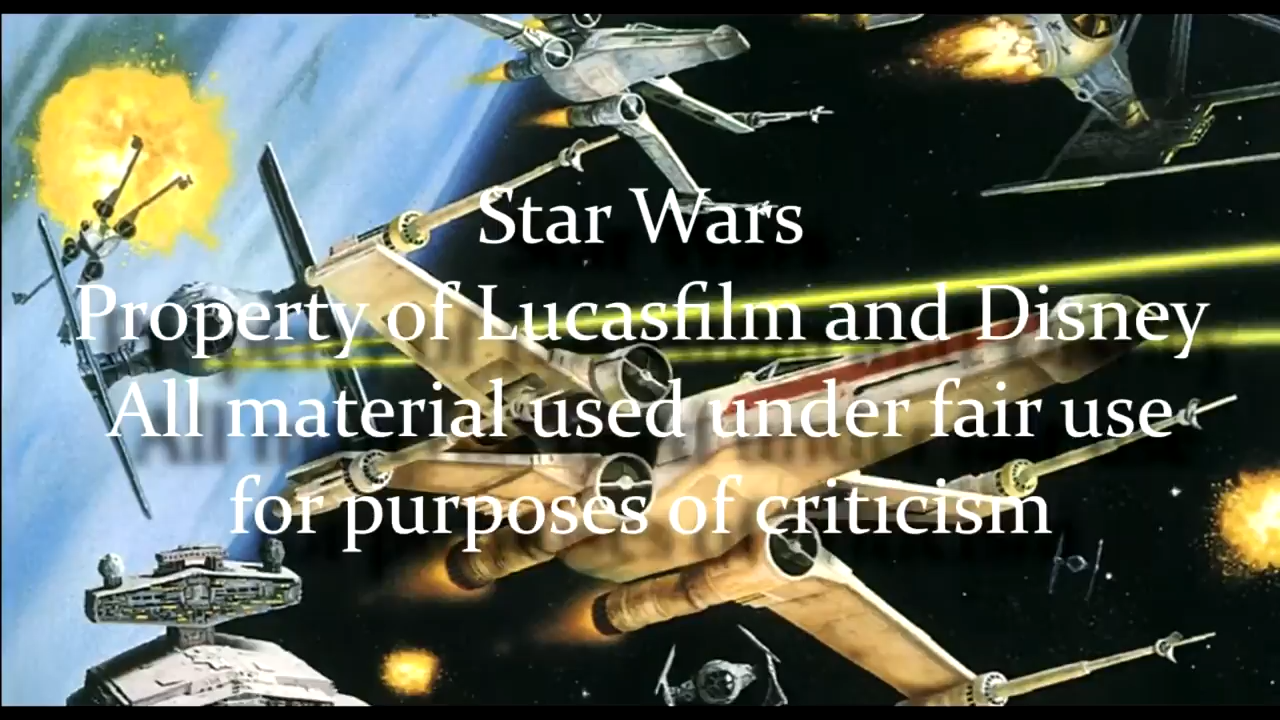 Star Wars
Property of Lucasfilm and Disney
All material used under fair use
for purposes of criticism